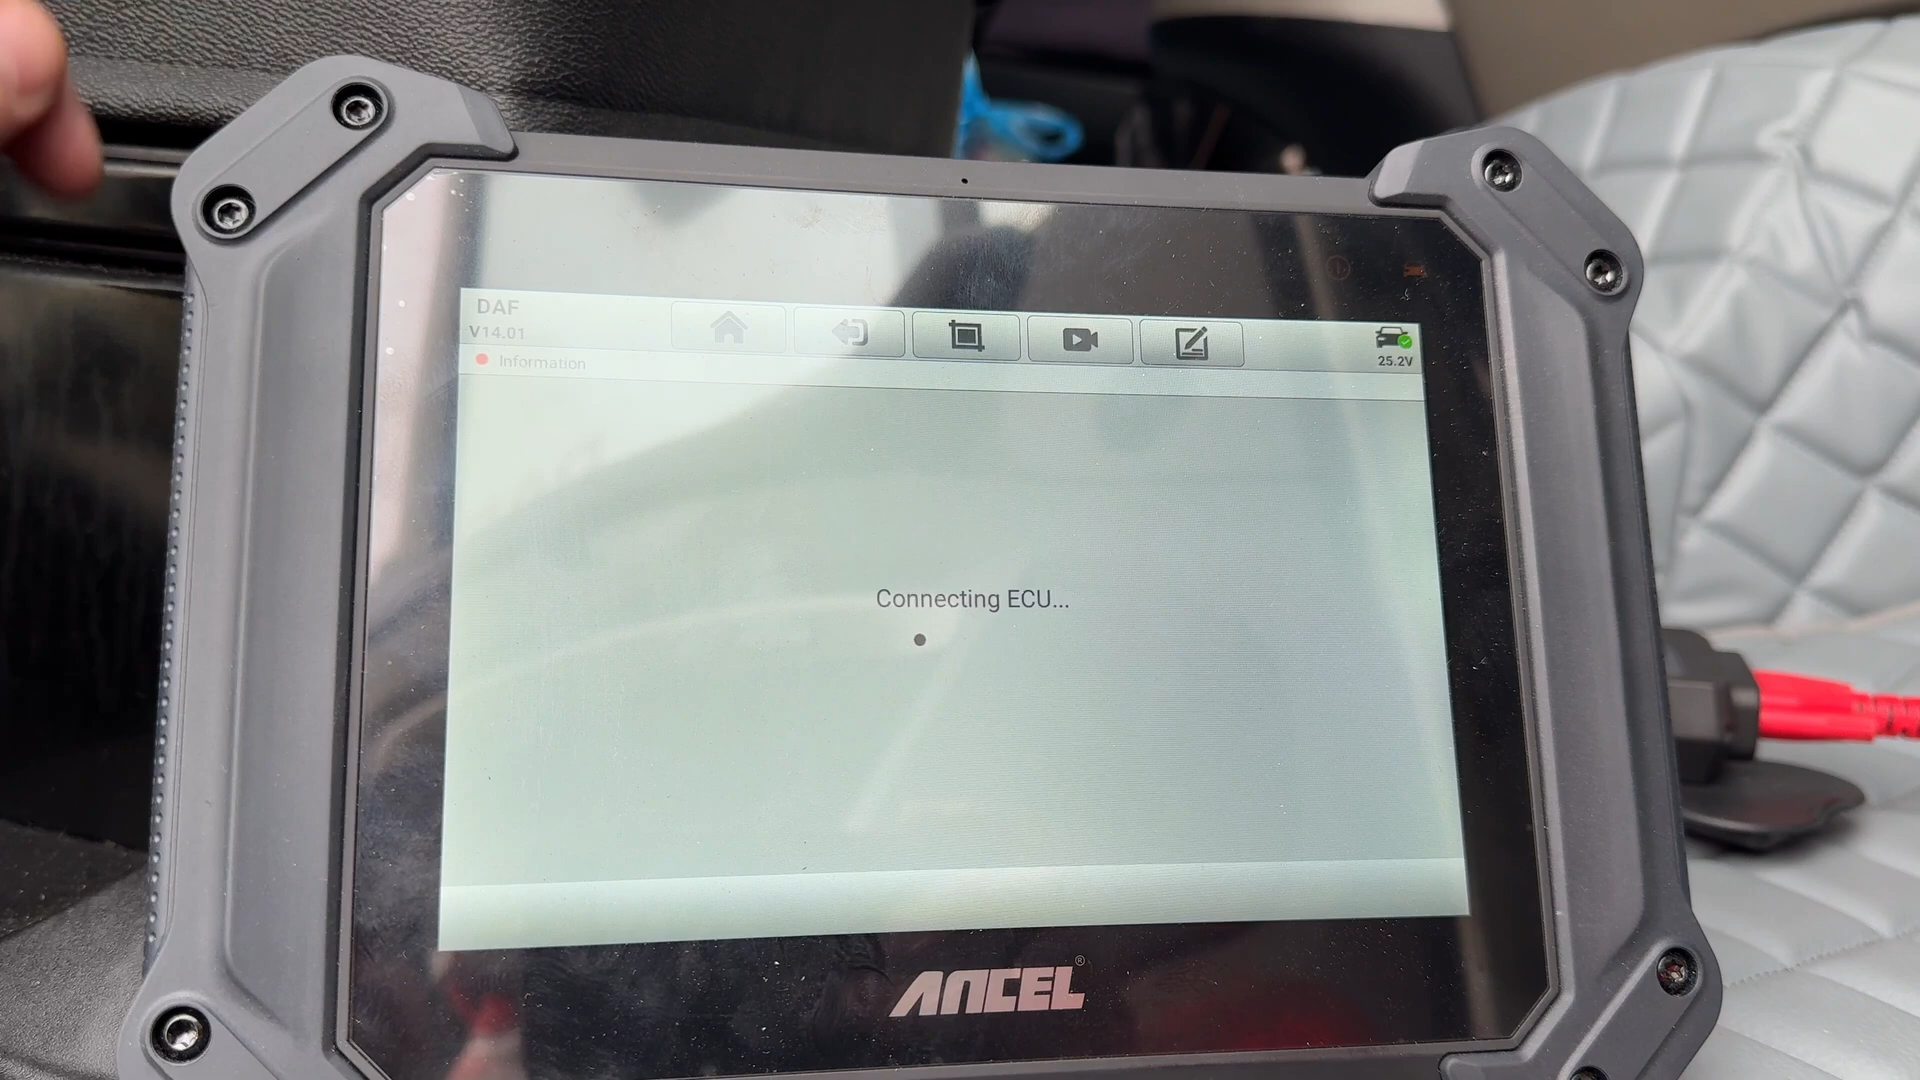 DAF
V14.01
25.2V
Information
Connecting ECU...
ANCEL®